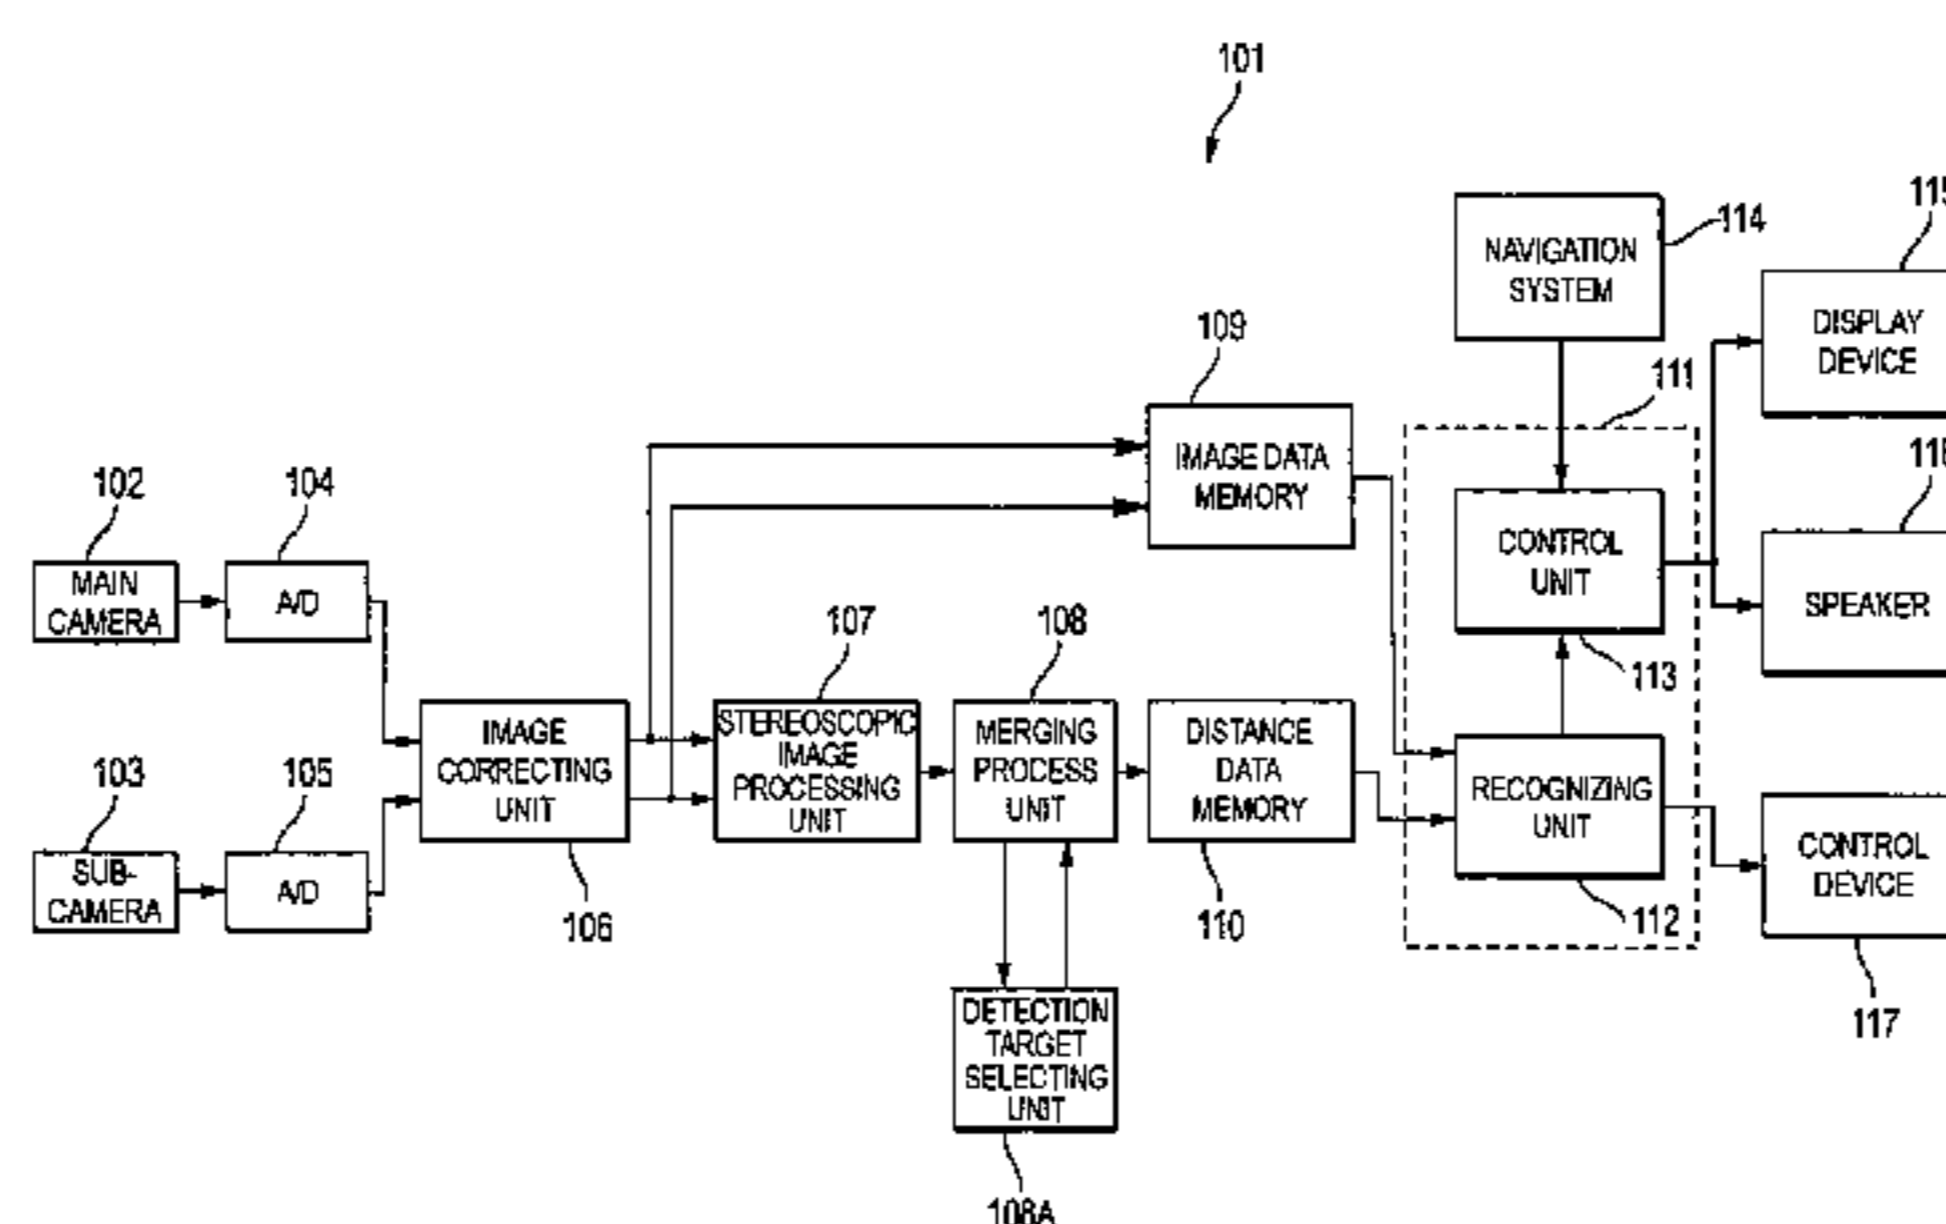 101
NAVIGATION
SYSTEM
114
DISPLAY
DEVICE
109
IMAGE DATA
MEMORY
111
102
MAIN
CAMERA
104
A/D
CONTROL
UNIT
113
SPEAKER
107
STEREOSCOPIC
IMAGE
PROCESSING
UNIT
108
MERGING
PROCESS
UNIT
DISTANCE
DATA
MEMORY
110
IMAGE
CORRECTING
UNIT
106
103
SUB-
CAMERA
105
A/D
RECOGNIZING
UNIT
112
CONTROL
DEVICE
117
DETECTION
TARGET
SELECTING
UNIT
108A